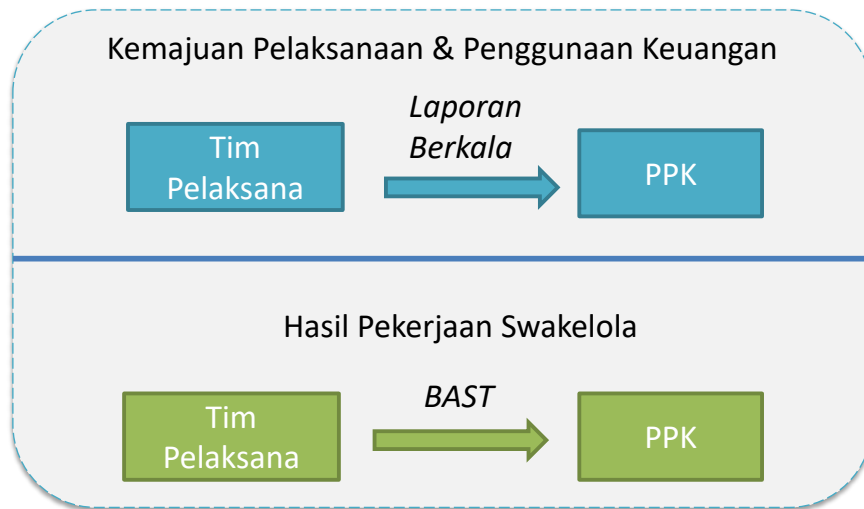 Kemajuan Pelaksanaan & Penggunaan Keuangan
Laporan
Berkala
Tim
Pelaksana
PPK
Hasil Pekerjaan Swakelola
BAST
Tim
Pelaksana
PPK